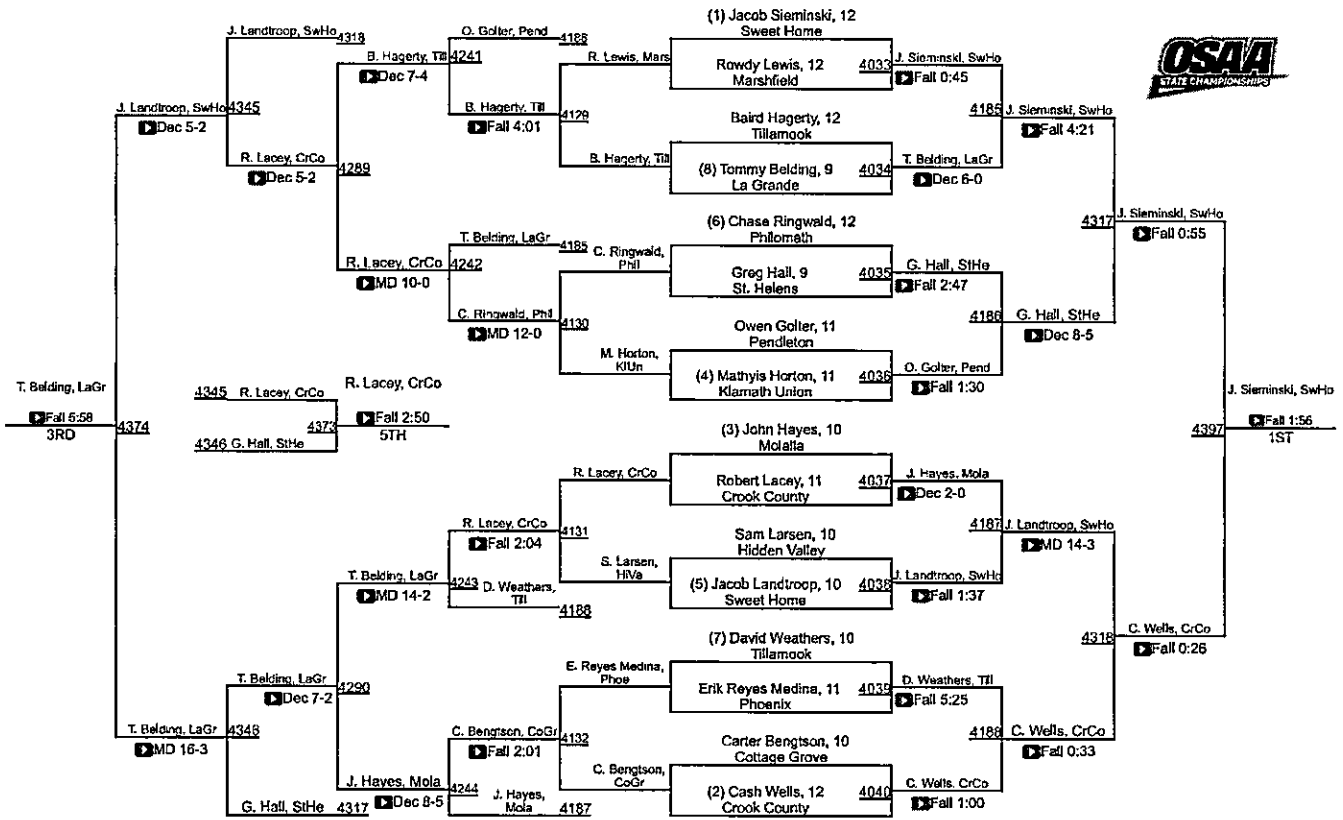 OSAA
STATE CHAMPIONSHIPS
(1) Jacob Sieminski, 12
Sweet Home
Rowdy Lewis, 12
Marshfield
4033
Baird Hagerty, 12
Tillamook
(8) Tommy Belding, 9
La Grande
4034
(6) Chase Ringwald, 12
Philomath
Greg Hall, 9
St. Helens
4035
Owen Golter, 11
Pendleton
(4) Mathyis Horton, 11
Klamath Union
4036
(3) John Hayes, 10
Molalla
Robert Lacey, 11
Crook County
4037
Sam Larsen, 10
Hidden Valley
(5) Jacob Landtroop, 10
Sweet Home
4038
(7) David Weathers, 10
Tillamook
Erik Reyes Medina, 11
Phoenix
4039
Carter Bengtson, 10
Cottage Grove
(2) Cash Wells, 12
Crook County
4040
J. Sieminski, SwHo
Fall 0:45
4185
T. Belding, LaGr
Dec 6-0
G. Hall, StHe
Fall 2:47
4186
O. Golter, Pend
Fall 1:30
J. Hayes, Mola
Dec 2-0
4187
J. Landtroop, SwHo
Fall 1:37
D. Weathers, Till
Fall 5:25
4188
C. Wells, CrCo
Fall 1:00
J. Sieminski, SwHo
Fall 4:21
4317
G. Hall, StHe
Dec 8-5
J. Landtroop, SwHo
MD 14-3
4318
C. Wells, CrCo
Fall 0:33
J. Sieminski, SwHo
Fall 0:55
4397
C. Wells, CrCo
Fall 0:26
J. Sieminski, SwHo
Fall 1:56
1ST
R. Lewis, Mars
4129
B. Hagerty, Till
C. Ringwald,
Phil
4130
M. Horton,
KlUn
R. Lacey, CrCo
4131
S. Larsen,
HiVa
E. Reyes Medina,
Phoe
4132
C. Bengtson,
CoGr
O. Golter, Pend
4186
4241
B. Hagerty, Till
Fall 4:01
T. Belding, LaGr
4185
4242
C. Ringwald, Phil
MD 12-0
R. Lacey, CrCo
Fall 2:04
4243
D. Weathers,
Till
4188
C. Bengtson, CoGr
Fall 2:01
4244
J. Hayes,
Mola
4187
B. Hagerty, Till
Dec 7-4
4289
R. Lacey, CrCo
MD 10-0
T. Belding, LaGr
MD 14-2
4290
J. Hayes, Mola
Dec 8-5
J. Landtroop, SwHo
4318
4345
R. Lacey, CrCo
Dec 5-2
T. Belding, LaGr
Dec 7-2
4346
G. Hall, StHe
4317
J. Landtroop, SwHo
Dec 5-2
4374
T. Belding, LaGr
MD 16-3
T. Belding, LaGr
Fall 5:58
3RD
4345
R. Lacey, CrCo
4373
4346
G. Hall, StHe
R. Lacey, CrCo
Fall 2:50
5TH